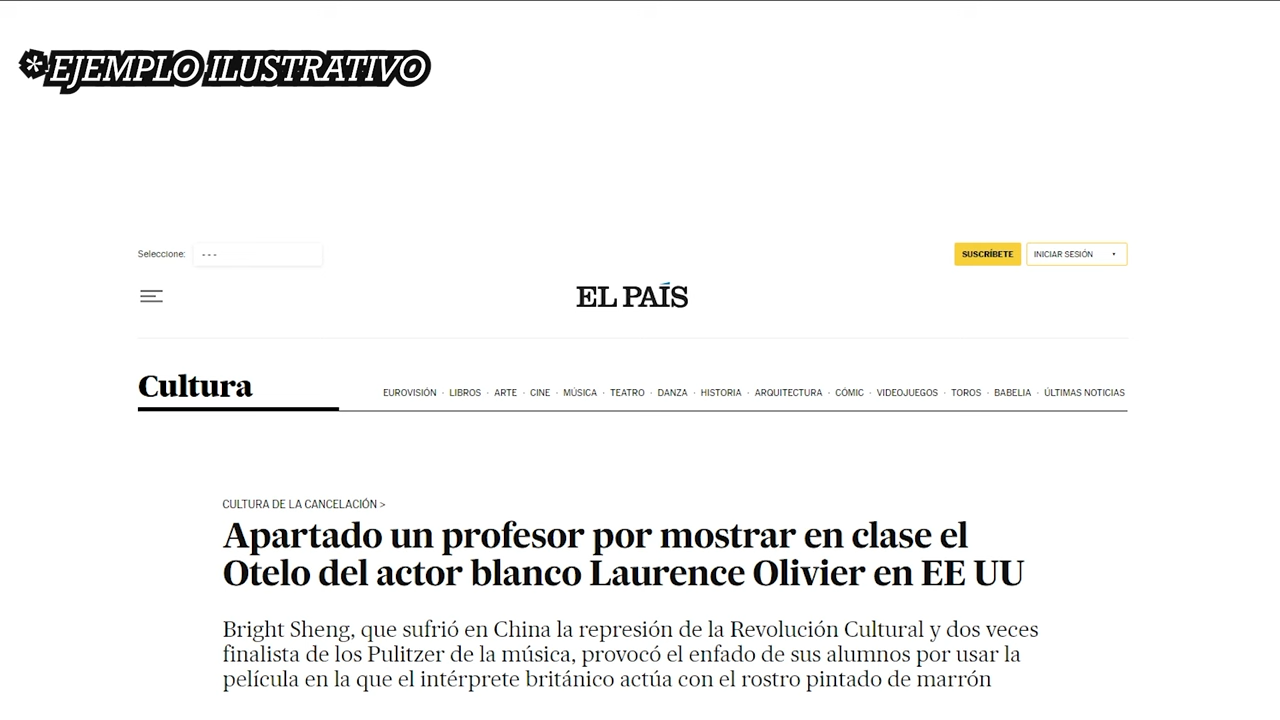 *EJEMPLO ILUSTRATIVO
Seleccione: ---
SUSCRÍBETE
INICIAR SESIÓN
EL PAÍS
Cultura
EUROVISIÓN · LIBROS · ARTE · CINE · MÚSICA · TEATRO · DANZA · HISTORIA · ARQUITECTURA · CÓMIC · VIDEOJUEGOS · TOROS · BABELIA · ÚLTIMAS NOTICIAS
CULTURA DE LA CANCELACIÓN >
Apartado un profesor por mostrar en clase el
Otelo del actor blanco Laurence Olivier en EE UU
Bright Sheng, que sufrió en China la represión de la Revolución Cultural y dos veces
finalista de los Pulitzer de la música, provocó el enfado de sus alumnos por usar la
película en la que el intérprete británico actúa con el rostro pintado de marrón